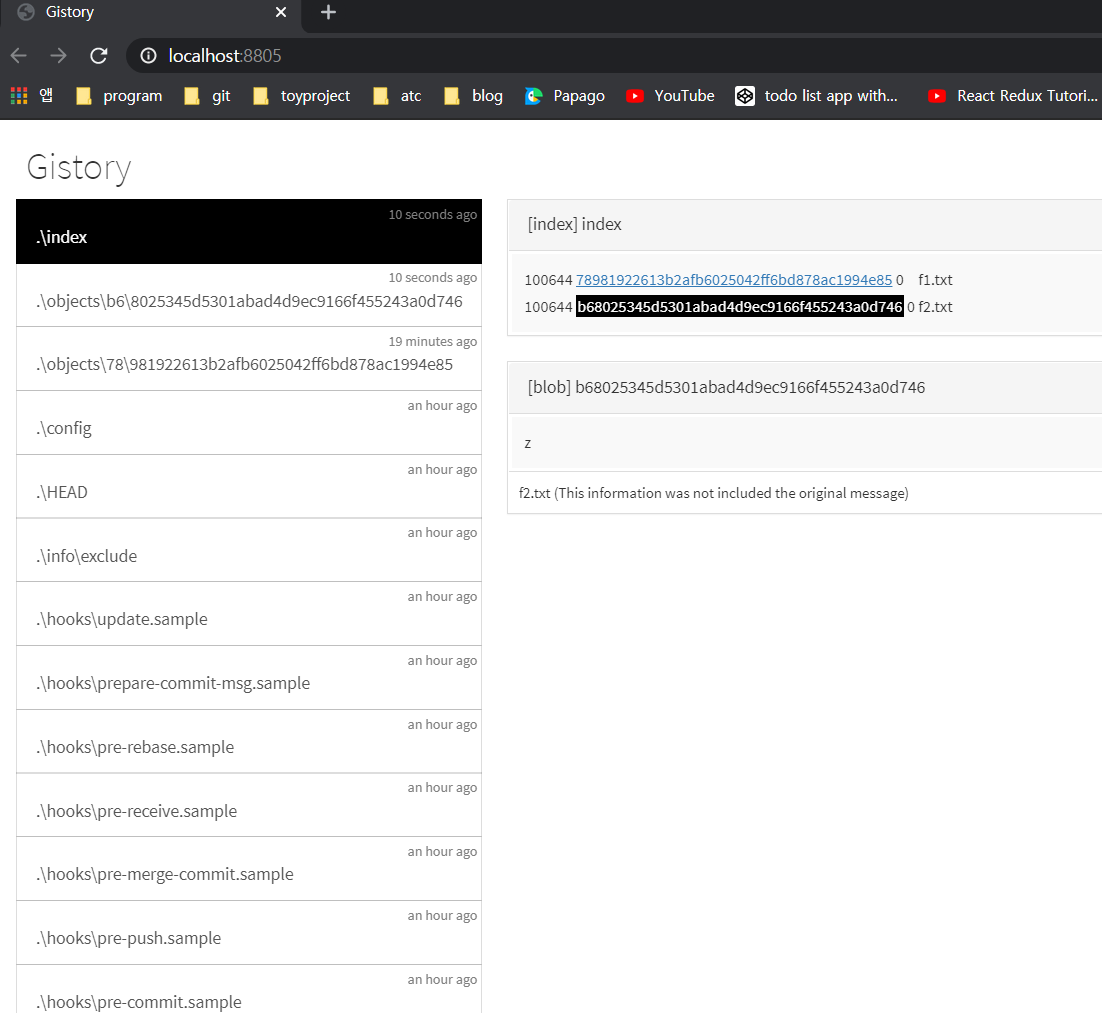 Gistory
localhost:8805
앱 program git toyproject atc blog Papago YouTube todo list app with... React Redux Tutori...
Gistory
10 seconds ago
.\index
10 seconds ago
.\objects\b6\8025345d5301abad4d9ec9166f455243a0d746
19 minutes ago
.\objects\78\981922613b2afb6025042ff6bd878ac1994e85
an hour ago
.\config
an hour ago
.\HEAD
an hour ago
.\info\exclude
an hour ago
.\hooks\update.sample
an hour ago
.\hooks\prepare-commit-msg.sample
an hour ago
.\hooks\pre-rebase.sample
an hour ago
.\hooks\pre-receive.sample
an hour ago
.\hooks\pre-merge-commit.sample
an hour ago
.\hooks\pre-push.sample
an hour ago
.\hooks\pre-commit.sample
[index] index
100644 78981922613b2afb6025042ff6bd878ac1994e85 0 f1.txt
100644 b68025345d5301abad4d9ec9166f455243a0d746 0 f2.txt
[blob] b68025345d5301abad4d9ec9166f455243a0d746
z
f2.txt (This information was not included the original message)